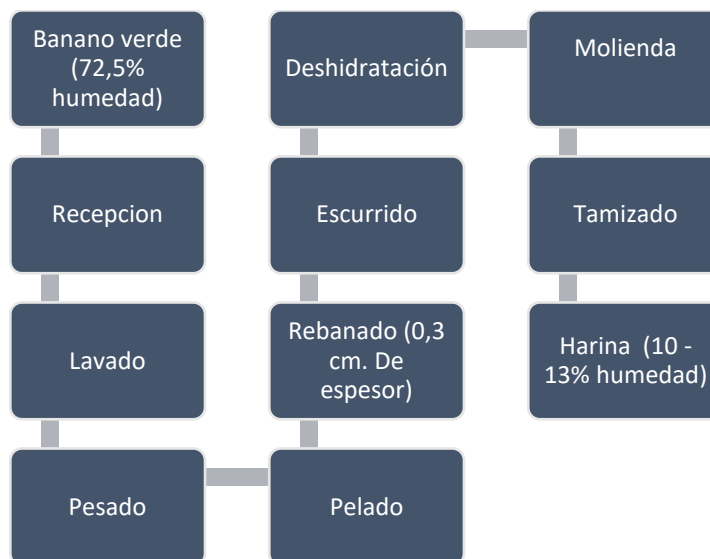 Banano verde
(72,5%
humedad)
Recepcion
Lavado
Pesado
Pelado
Rebanado (0,3
cm. De
espesor)
Escurrido
Deshidratación
Molienda
Tamizado
Harina (10 -
13% humedad)